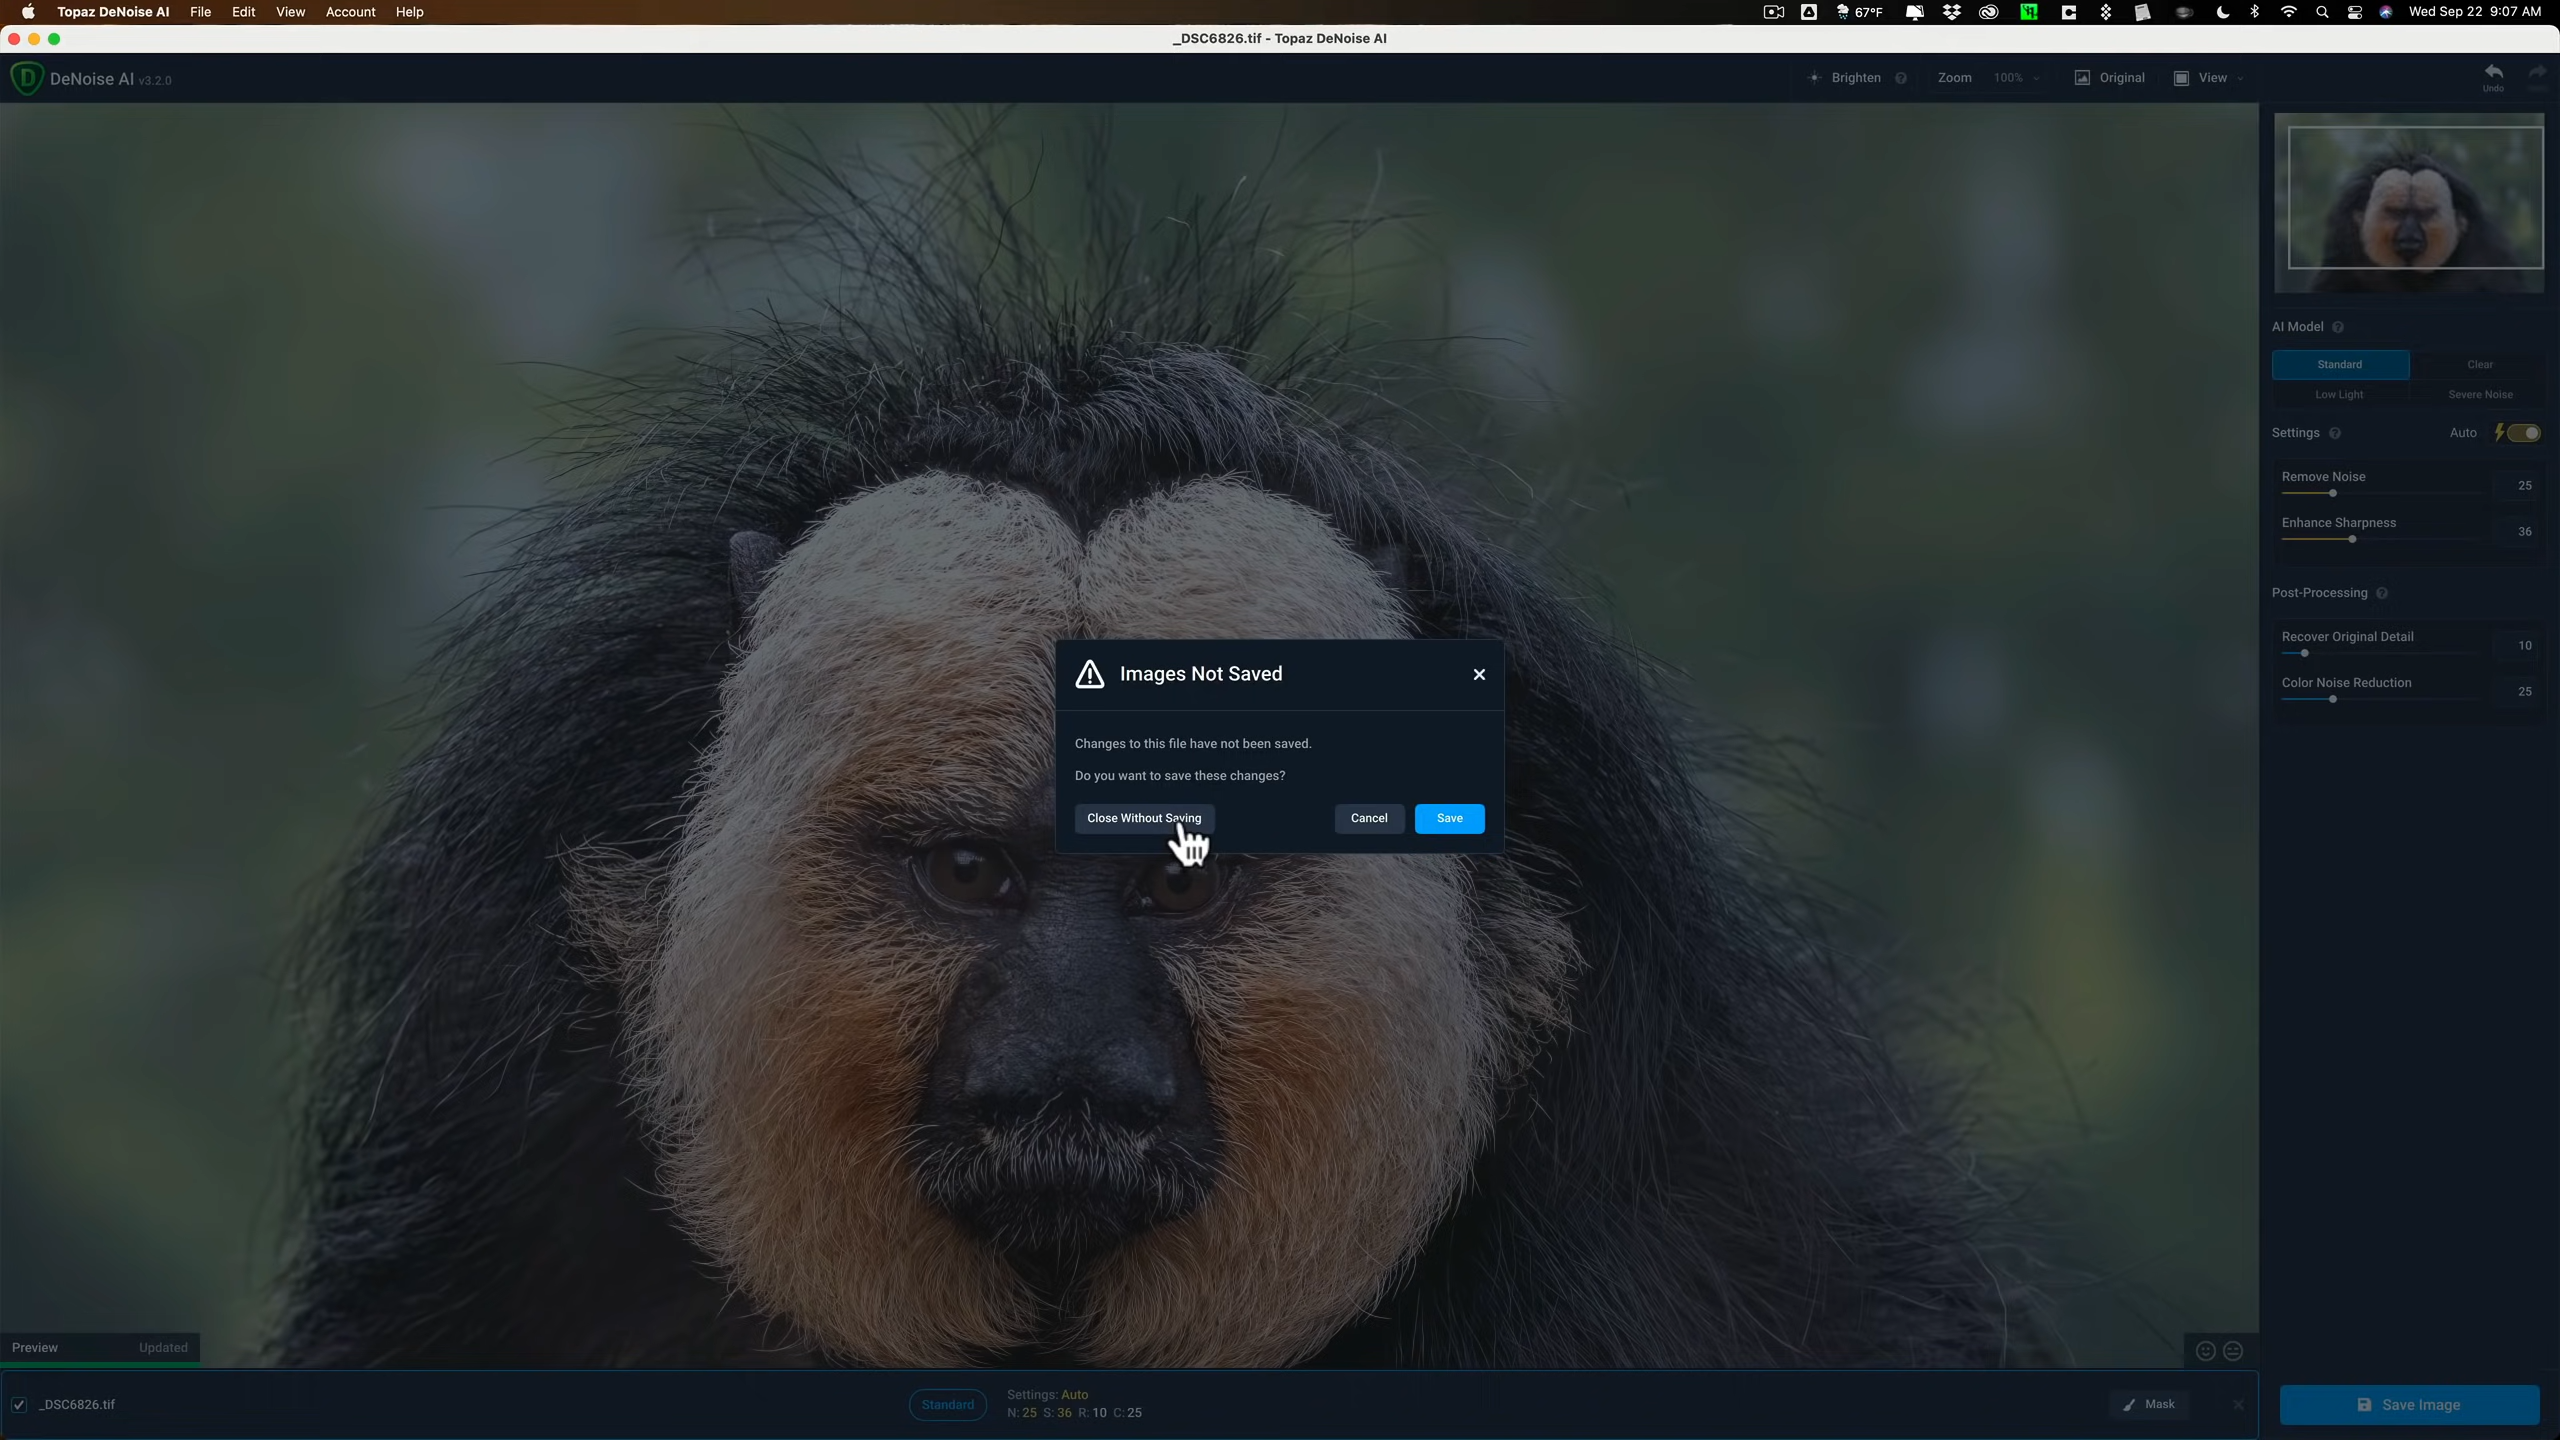 Topaz DeNoise AI File Edit View Account Help 67°F Wed Sep 22 9:07 AM
_DSC6826.tif - Topaz DeNoise AI
DeNoise AI v3.2.0 Brighten Zoom 100% Original View Undo
AI Model
Standard Clear
Low Light Severe Noise
Settings Auto
Remove Noise 25
Enhance Sharpness 36
Post-Processing
Recover Original Detail 10
Color Noise Reduction 25
Images Not Saved
Changes to this file have not been saved.
Do you want to save these changes?
Close Without Saving Cancel Save
Preview Updated
_DSC6826.tif Standard Settings: Auto
N: 25 S: 36 R: 10 C: 25
Mask
Save Image